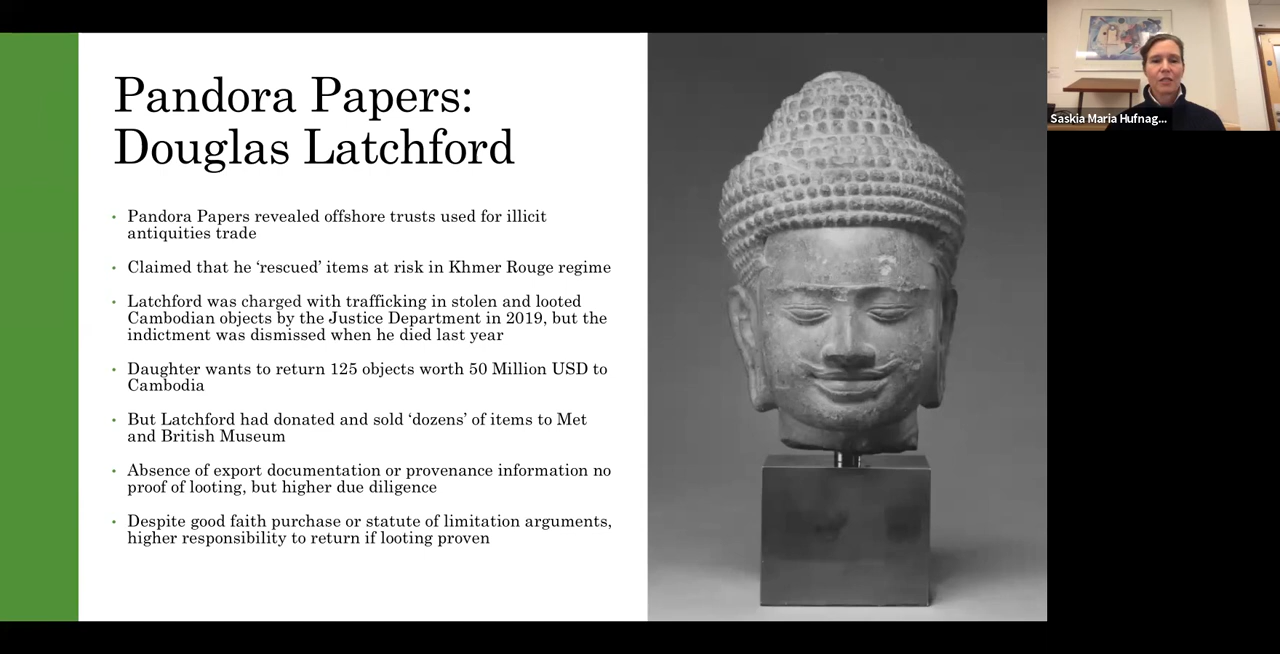 Pandora Papers:
Douglas Latchford
• Pandora Papers revealed offshore trusts used for illicit
antiquities trade
• Claimed that he ‘rescued’ items at risk in Khmer Rouge regime
• Latchford was charged with trafficking in stolen and looted
Cambodian objects by the Justice Department in 2019, but the
indictment was dismissed when he died last year
• Daughter wants to return 125 objects worth 50 Million USD to
Cambodia
• But Latchford had donated and sold ‘dozens’ of items to Met
and British Museum
• Absence of export documentation or provenance information no
proof of looting, but higher due diligence
• Despite good faith purchase or statute of limitation arguments,
higher responsibility to return if looting proven
Saskia Maria Hufnag...